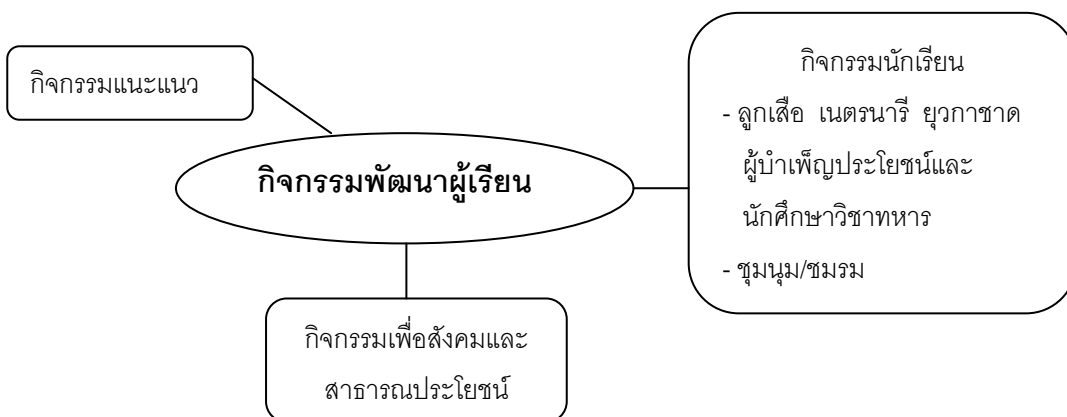 กิจกรรมแนะแนว
กิจกรรมพัฒนาผู้เรียน
กิจกรรมนักเรียน
- ลูกเสือ เนตรนารี ยุวกาชาด
ผู้บำเพ็ญประโยชน์และ
นักศึกษาวิชาทหาร
- ชุมนุม/ชมรม
กิจกรรมเพื่อสังคมและ
สาธารณประโยชน์